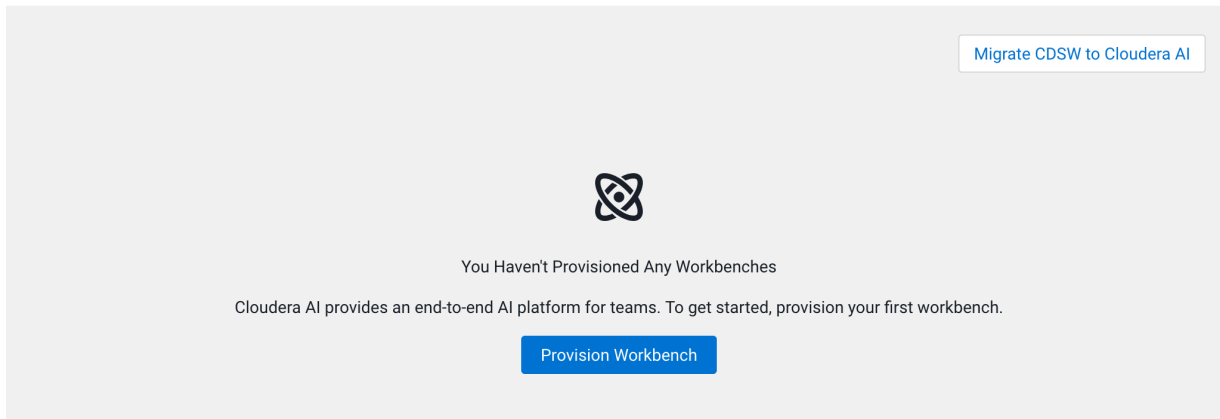 Migrate CDSW to Cloudera AI
You Haven't Provisioned Any Workbenches
Cloudera AI provides an end-to-end AI platform for teams. To get started, provision your first workbench.
Provision Workbench